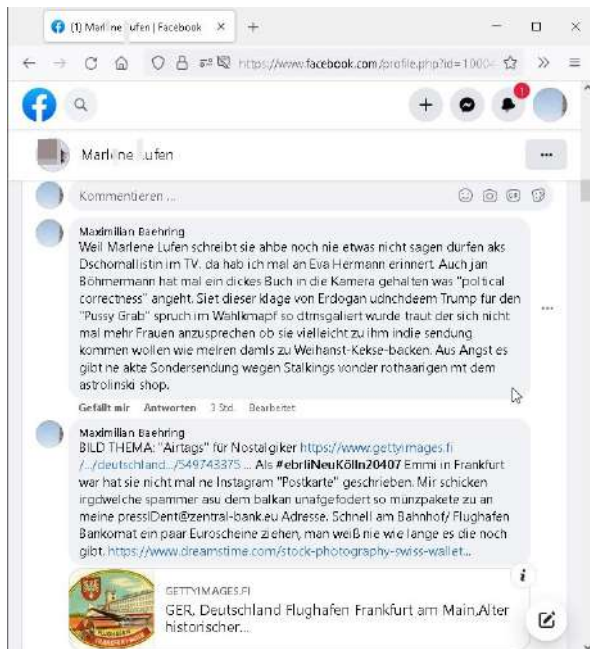 (1) Marl ne ufen | Facebook
https://www.facebook.com/profile.php?id=10004
1
Marl ne ufen
Kommentieren ...
Maximilian Baehring
Weil Marlene Lufen schreibt sie ahbe noch nie etwas nicht sagen dürfen aks
Dschornallistin im TV. da hab ich mal an Eva Hermann erinnert. Auch jan
Böhmermann hat mal ein dickes Buch in die Kamera gehalten was "poltical
correctness" angeht. Siet dieser klage von Erdogan udnchdeem Trump fur den
"Pussy Grab" spruch im Wahlkmapf so dtmsgaliert wurde traut der sich nicht
mal mehr Frauen anzusprechen ob sie vielleicht zu ihm indie sendung
kommen wollen wie melren damls zu Weihanst-Kekse-backen. Aus Angst es
gibt ne akte Sondersendung wegen Stalkings vonder rothaarigen mt dem
astrolinski shop.
Gefällt mir Antworten 3 Std. Bearbeitet
Maximilian Baehring
BILD THEMA: "Airtags" für Nostalgiker https://www.gettyimages.fi
/.../deutschland.../549743375 ... Als #ebrliNeuKölln20407 Emmi in Frankfurt
war hat sie nicht mal ne Instagram "Postkarte" geschrieben. Mir schicken
irgdwelche spammer asu dem balkan unafgefodert so münzpakete zu an
meine pressiDent@zentral-bank.eu Adresse. Schnell am Bahnhof/ Flughafen
Bankomat ein paar Euroscheine ziehen, man weiß nie wie lange es die noch
gibt. https://www.dreamstime.com/stock-photography-swiss-wallet...
GETTYIMAGES.FI
GER, Deutschland Flughafen Frankfurt am Main,Alter
historischer...